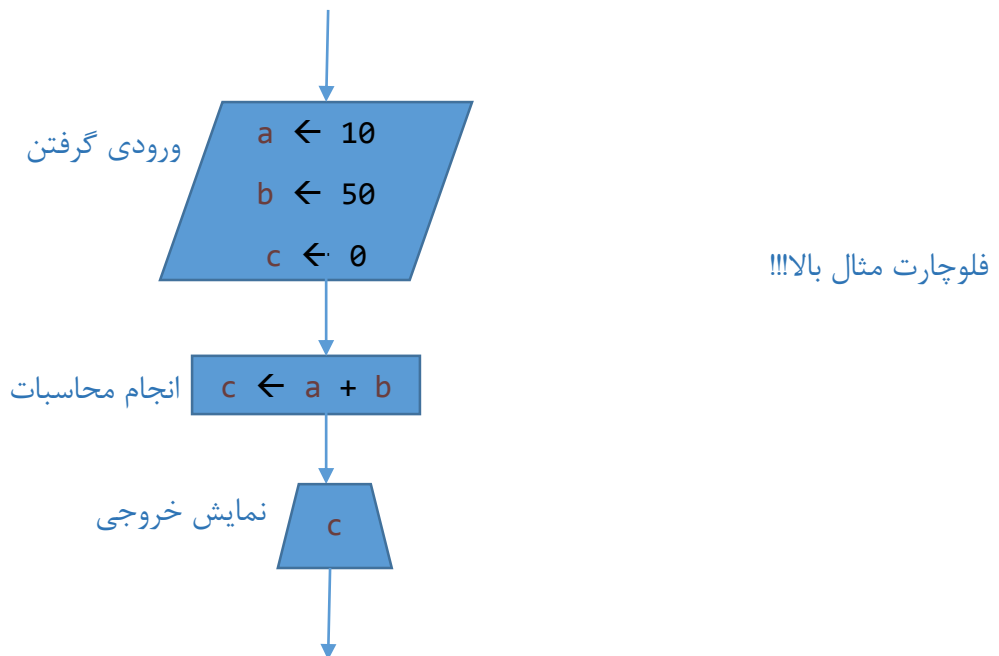 ورودی گرفتن
a ← 10
b ← 50
c ← 0
فلوچارت مثال بالا!!!
انجام محاسبات
c ← a + b
نمایش خروجی
c